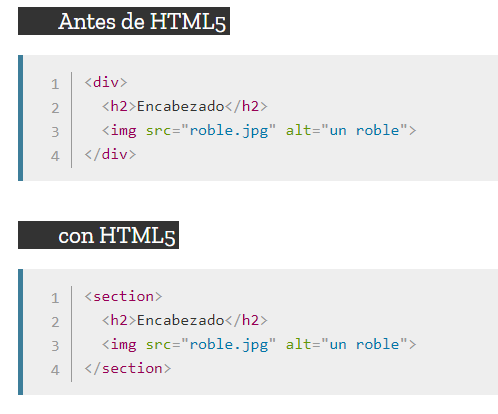 Antes de HTML5
1 <div>
2   <h2>Encabezado</h2>
3   <img src="roble.jpg" alt="un roble">
4 </div>
con HTML5
1 <section>
2   <h2>Encabezado</h2>
3   <img src="roble.jpg" alt="un roble">
4 </section>